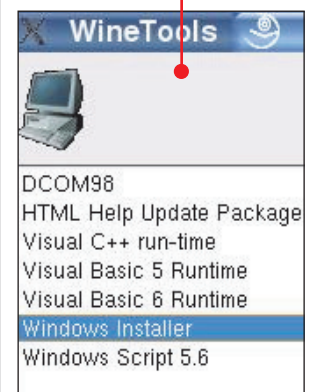 WineTools
DCOM98
HTML Help Update Package
Visual C++ run-time
Visual Basic 5 Runtime
Visual Basic 6 Runtime
Windows Installer
Windows Script 5.6